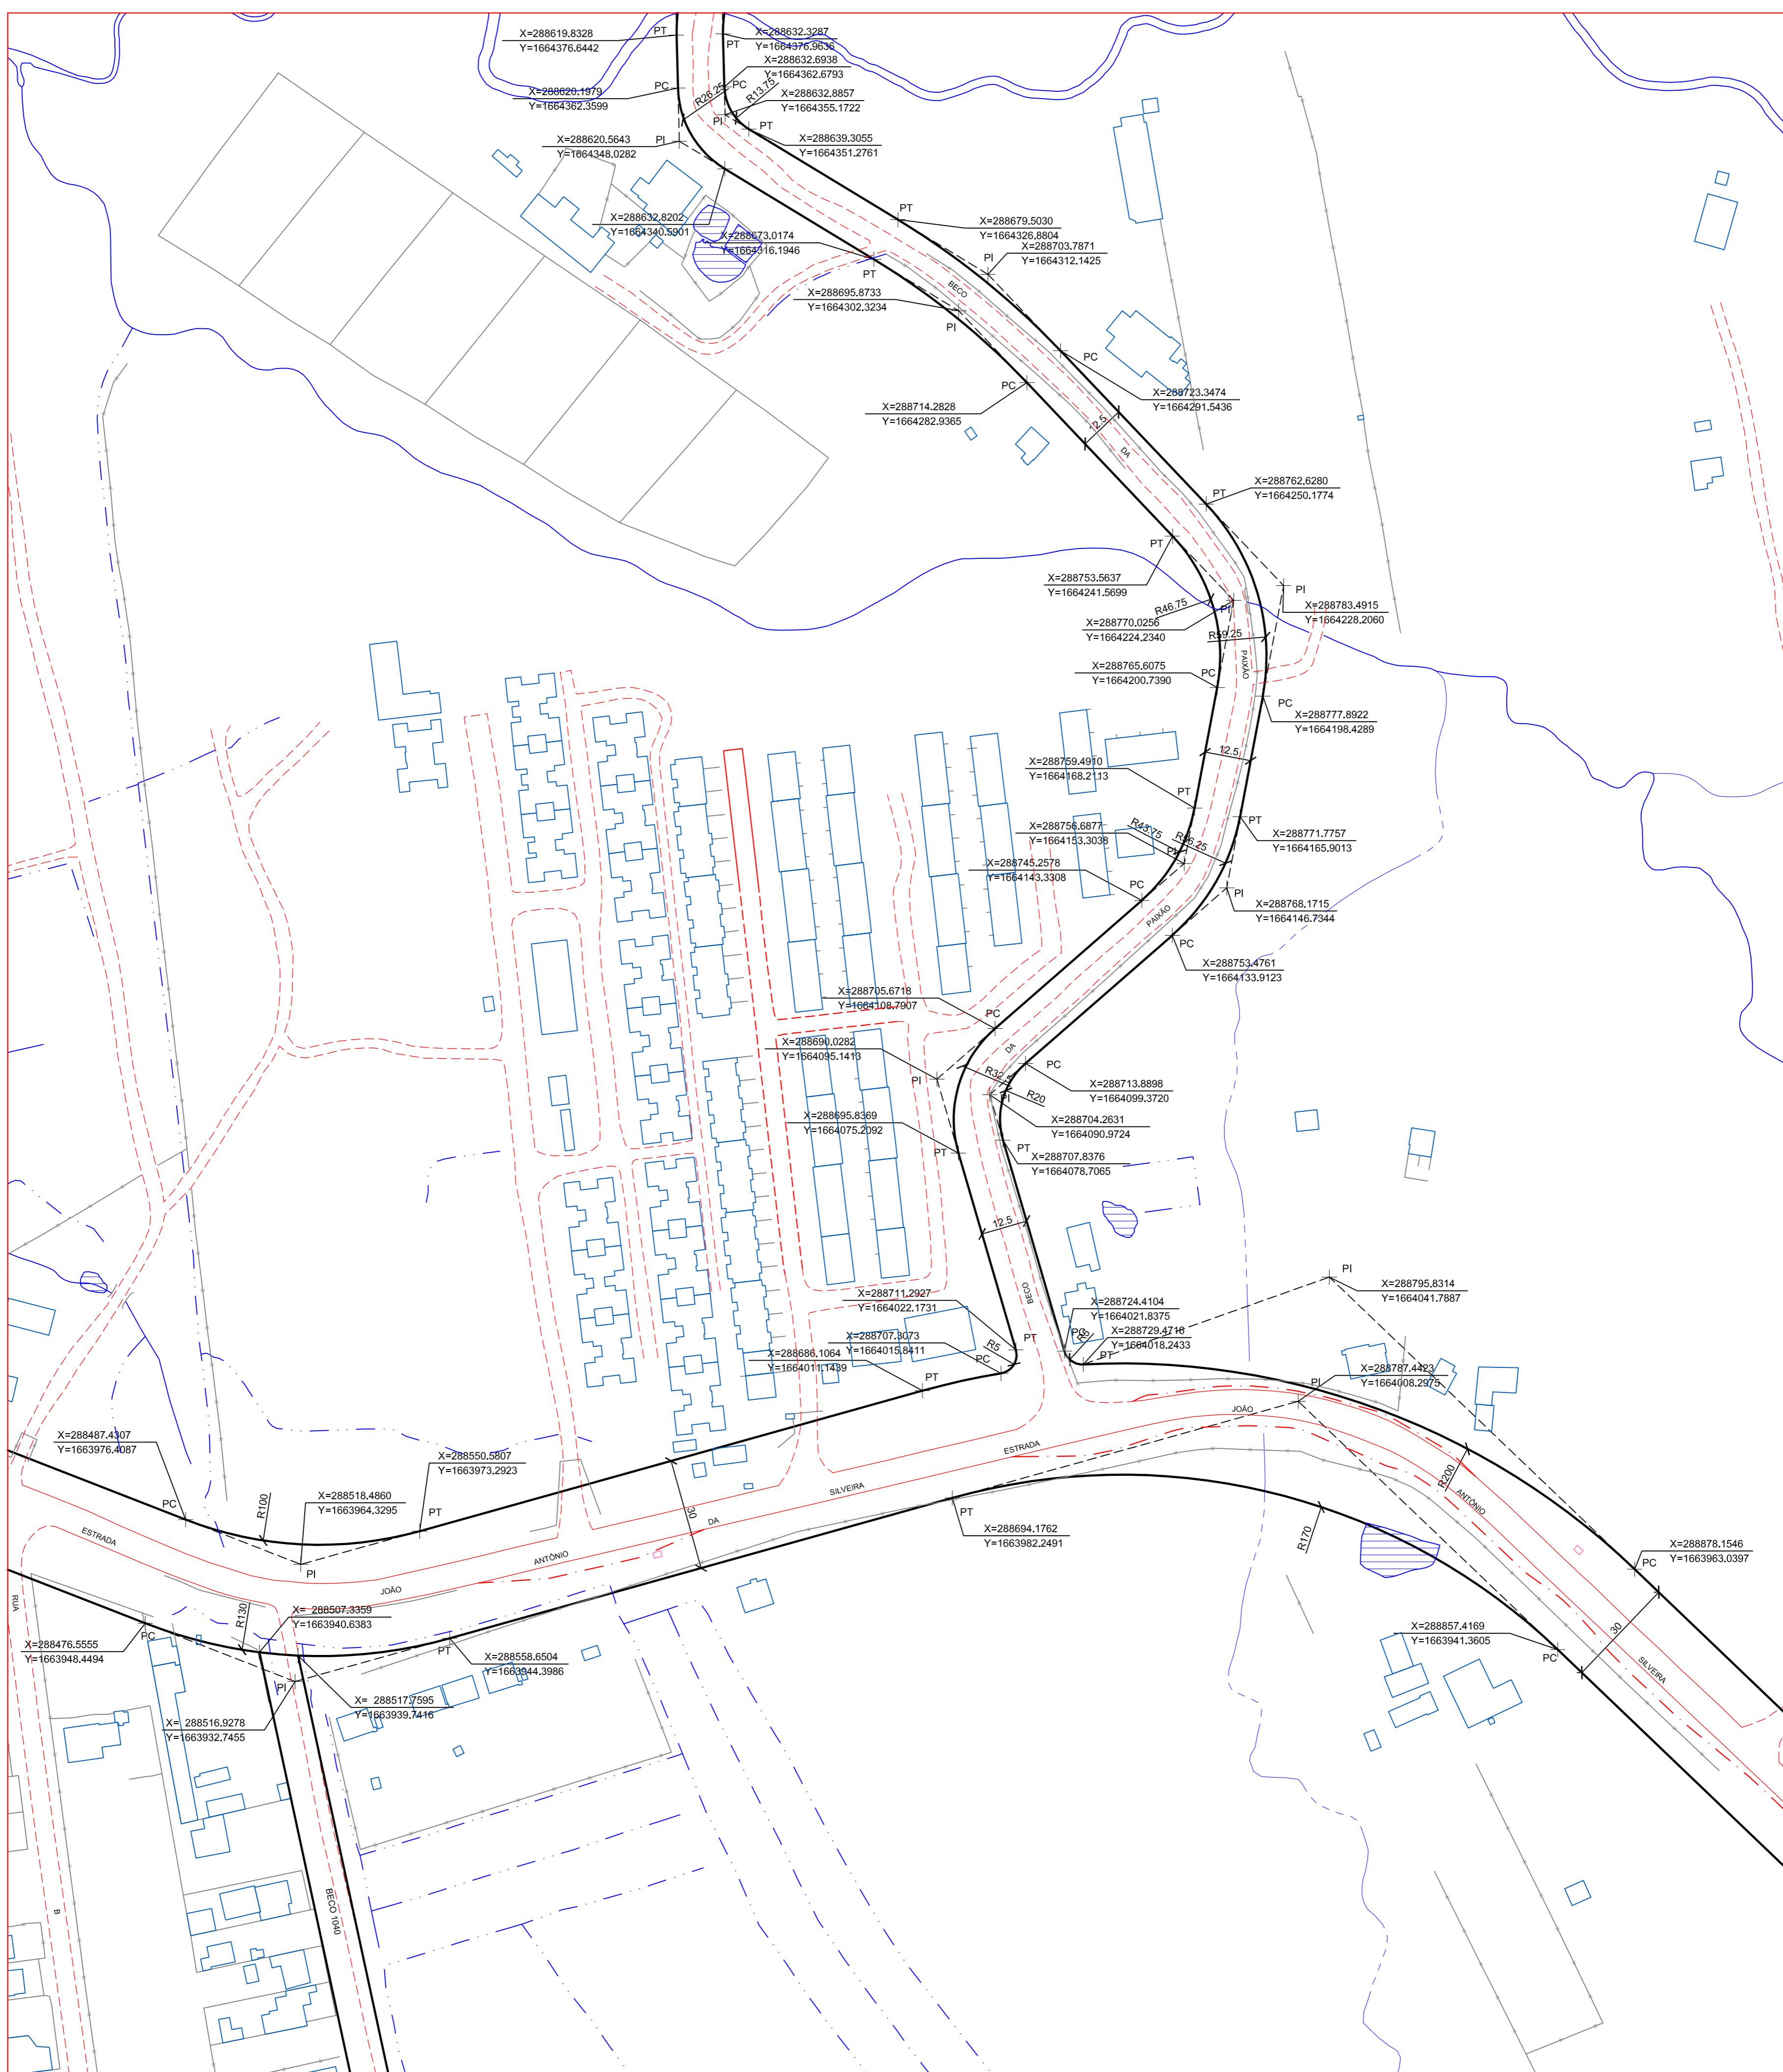 X=288619.8328
Y=1664376.6442
PT
X=288632.3287
Y=1664376.9636
PT
X=288632.6938
Y=1664362.6793
PC
X=288620.1979
Y=1664362.3599
PC
R26.25
R13.75
X=288632.8857
Y=1664355.1722
PI
PT
X=288620.5643
Y=1664348.0282
PI
X=288639.3055
Y=1664351.2761
X=288632.8202
Y=1664340.5901
X=288673.0174
Y=1664316.1946
PT
PT
X=288679.5030
Y=1664326.8804
X=288703.7871
Y=1664312.1425
PI
BECO
X=288695.8733
Y=1664302.3234
PI
PC
X=288723.3474
Y=1664291.5436
PC
X=288714.2828
Y=1664282.9365
12.5
DA
X=288762.6280
Y=1664250.1774
PT
PT
X=288753.5637
Y=1664241.5699
R46.75
PI
X=288783.4915
Y=1664228.2060
PI
X=288770.0256
Y=1664224.2340
R59.25
PAIXÃO
X=288765.6075
Y=1664200.7390
PC
PC
X=288777.8922
Y=1664198.4289
12.5
X=288759.4910
Y=1664168.2113
PT
X=288756.6877
Y=1664153.3038
R43.75
R56.25
PI
PT
X=288771.7757
Y=1664165.9013
X=288745.2578
Y=1664143.3308
PC
PI
X=288768.1715
Y=1664146.7344
PAIXÃO
PC
X=288753.4761
Y=1664133.9123
X=288705.6718
Y=1664108.7907
PC
X=288690.0282
Y=1664095.1413
PI
DA
PC
R20
PI
X=288713.8898
Y=1664099.3720
X=288695.8369
Y=1664075.2092
PT
X=288704.2631
Y=1664090.9724
PT
X=288707.8376
Y=1664078.7065
12.5
BECO
PI
X=288795.8314
Y=1664041.7887
X=288711.2927
Y=1664022.1731
X=288724.4104
Y=1664021.8375
PC
R5
X=288729.4716
Y=1664018.2433
PT
X=288707.3073
Y=1664015.8411
R5
PT
PC
X=288686.1064
Y=1664011.1439
PT
X=288787.4423
Y=1664008.2975
PI
JOÃO
ESTRADA
X=288487.4307
Y=1663976.4087
PC
X=288550.5807
Y=1663973.2923
PT
R100
X=288518.4860
Y=1663964.3295
PI
30
SILVEIRA
DA
ANTÔNIO
JOÃO
ESTRADA
PT
X=288694.1762
Y=1663982.2491
R170
R200
ANTÔNIO
PC
X=288878.1546
Y=1663963.0397
30
SILVEIRA
X=288857.4169
Y=1663941.3605
PC
RUA
PC
X=288476.5555
Y=1663948.4494
R130
X= 288507.3359
Y=1663940.6383
PT
X=288558.6504
Y=1663944.3986
PI
X= 288517.7595
Y=1663939.7416
X= 288516.9278
Y=1663932.7455
BECO 1040
B